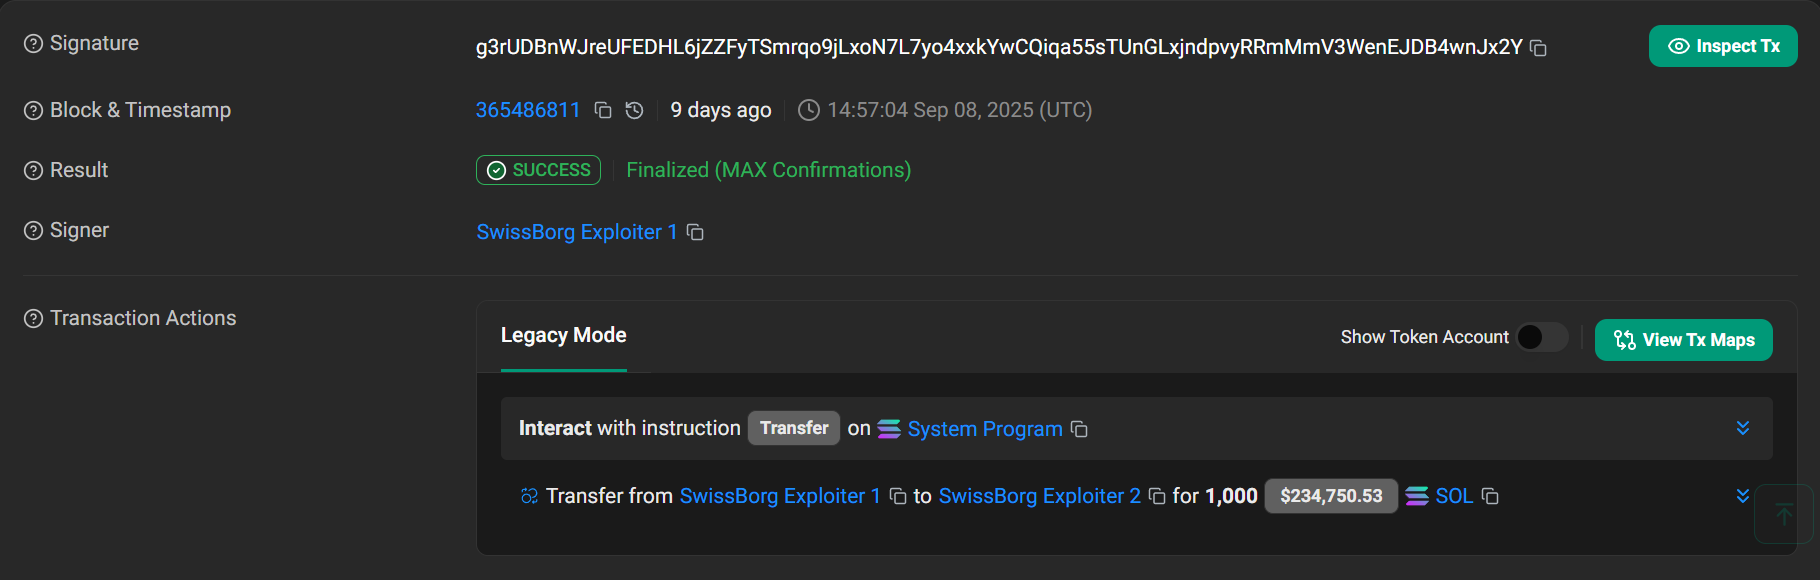 Signature
g3rUDBnWJreUFEDHL6jZZFyTSmrqo9jLxoN7L7yo4xxkYwCQiqa55sTUnGLxjndpvyRRmMmV3WenEJDB4wnJx2Y
Inspect Tx
Block & Timestamp
365486811 9 days ago 14:57:04 Sep 08, 2025 (UTC)
Result
SUCCESS Finalized (MAX Confirmations)
Signer
SwissBorg Exploiter 1
Transaction Actions
Legacy Mode
Show Token Account
View Tx Maps
Interact with instruction Transfer on System Program
Transfer from SwissBorg Exploiter 1 to SwissBorg Exploiter 2 for 1,000 $234,750.53 SOL